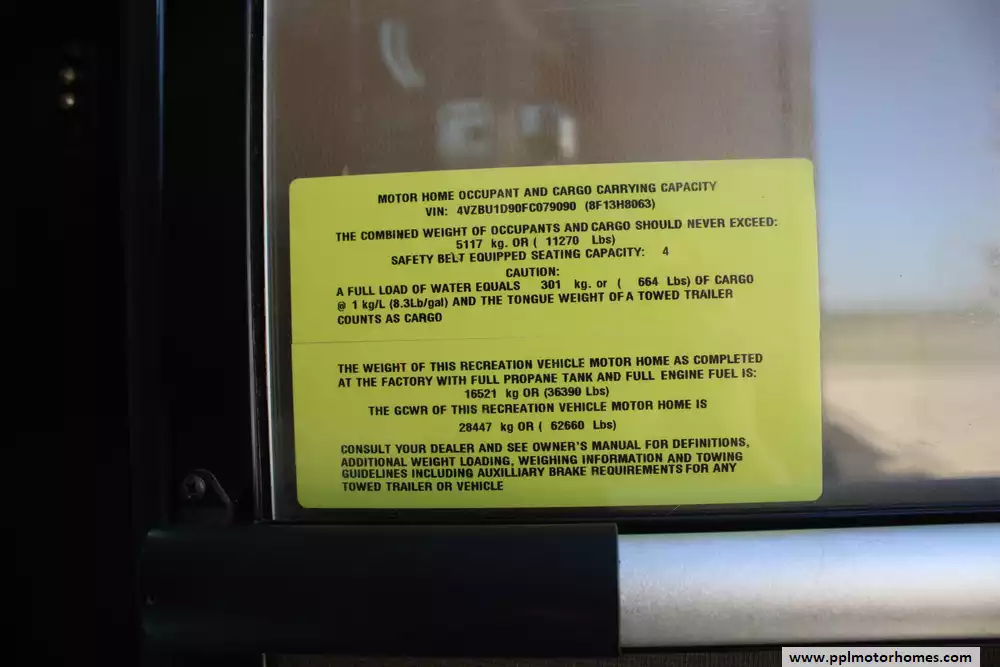 MOTOR HOME OCCUPANT AND CARGO CARRYING CAPACITY
VIN: 4VZBU1D90FC079090 (8F13H8063)
THE COMBINED WEIGHT OF OCCUPANTS AND CARGO SHOULD NEVER EXCEED:
5117 kg. OR ( 11270 Lbs)
SAFETY BELT EQUIPPED SEATING CAPACITY: 4
CAUTION:
A FULL LOAD OF WATER EQUALS 301 kg. or ( 664 Lbs) OF CARGO
@ 1 kg/L (8.3Lb/gal) AND THE TONGUE WEIGHT OF A TOWED TRAILER
COUNTS AS CARGO
THE WEIGHT OF THIS RECREATION VEHICLE MOTOR HOME AS COMPLETED
AT THE FACTORY WITH FULL PROPANE TANK AND FULL ENGINE FUEL IS:
16521 kg OR (36390 Lbs)
THE GCWR OF THIS RECREATION VEHICLE MOTOR HOME IS
28447 kg OR ( 62660 Lbs)
CONSULT YOUR DEALER AND SEE OWNER'S MANUAL FOR DEFINITIONS,
ADDITIONAL WEIGHT LOADING, WEIGHING INFORMATION AND TOWING
GUIDELINES INCLUDING AUXILLIARY BRAKE REQUIREMENTS FOR ANY
TOWED TRAILER OR VEHICLE
www.pplmotorhomes.com